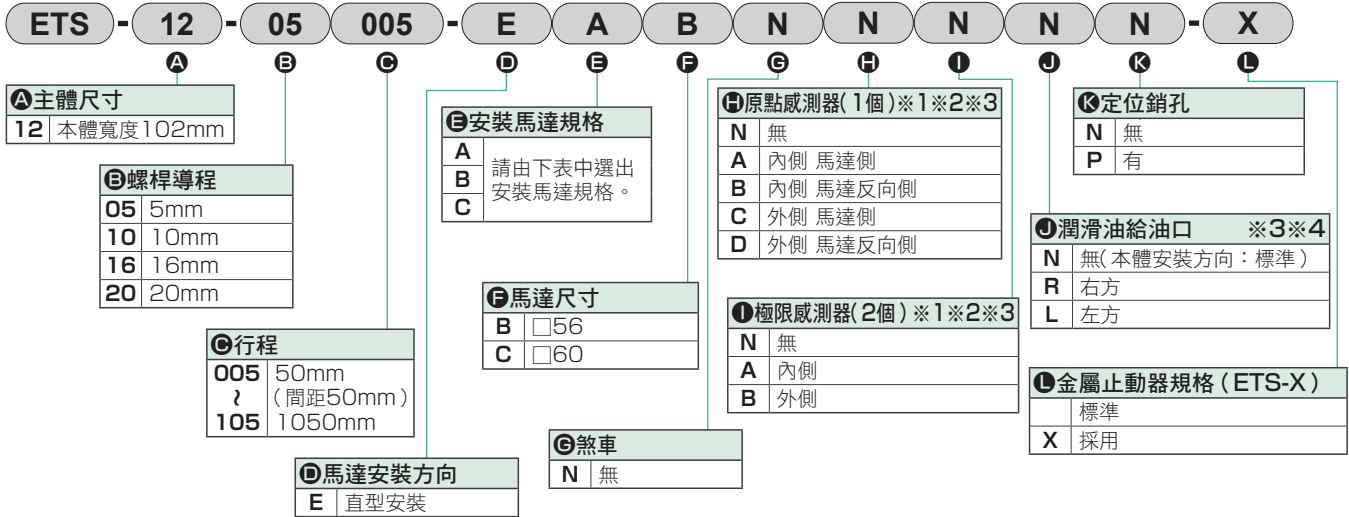 ETS-12-05 005-E A B N N N N N-X
A B C D E F G H I J K L
A主體尺寸
12 本體寬度102mm
B螺桿導程
05 5mm
10 10mm
16 16mm
20 20mm
C行程
005 50mm
~ (間距50mm)
105 1050mm
D馬達安裝方向
E 直型安裝
E安裝馬達規格
A
B
C
請由下表中選出
安裝馬達規格。
F馬達尺寸
B □56
C □60
G煞車
N 無
H原點感測器(1個)※1※2※3
N 無
A 內側 馬達側
B 內側 馬達反向側
C 外側 馬達側
D 外側 馬達反向側
I極限感測器(2個)※1※2※3
N 無
A 內側
B 外側
K定位銷孔
N 無
P 有
J潤滑油給油口 ※3※4
N 無(本體安裝方向：標準)
R 右方
L 左方
L金屬止動器規格(ETS-X)
標準
X 採用